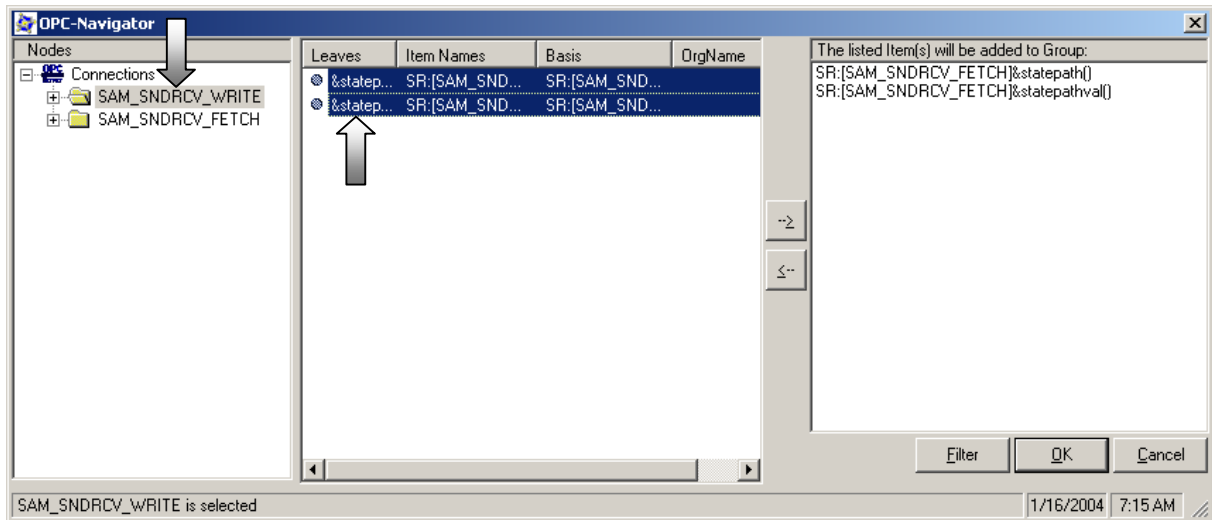 OPC-Navigator
Nodes
Connections
SAM_SNDRCV_WRITE
SAM_SNDRCV_FETCH
Leaves Item Names Basis OrgName
&statep... SR:[SAM_SND... SR:[SAM_SND...
&statep... SR:[SAM_SND... SR:[SAM_SND...
-->
<--
The listed Item(s) will be added to Group:
SR:[SAM_SNDRCV_FETCH]&statepath()
SR:[SAM_SNDRCV_FETCH]&statepathval()
Filter OK Cancel
SAM_SNDRCV_WRITE is selected 1/16/2004 7:15 AM